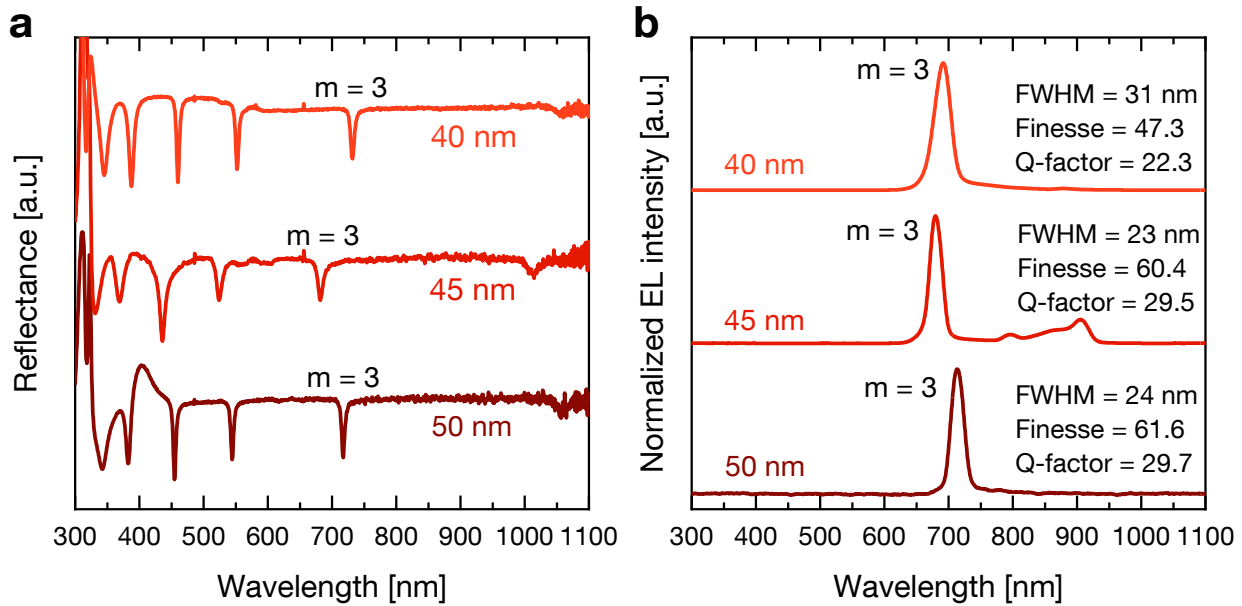 a
Reflectance [a.u.]
m = 3
40 nm
m = 3
45 nm
m = 3
50 nm
300 400 500 600 700 800 900 1000 1100
Wavelength [nm]
b
Normalized EL intensity [a.u.]
m = 3
40 nm
FWHM = 31 nm
Finesse = 47.3
Q-factor = 22.3
m = 3
45 nm
FWHM = 23 nm
Finesse = 60.4
Q-factor = 29.5
m = 3
50 nm
FWHM = 24 nm
Finesse = 61.6
Q-factor = 29.7
300 400 500 600 700 800 900 1000 1100
Wavelength [nm]